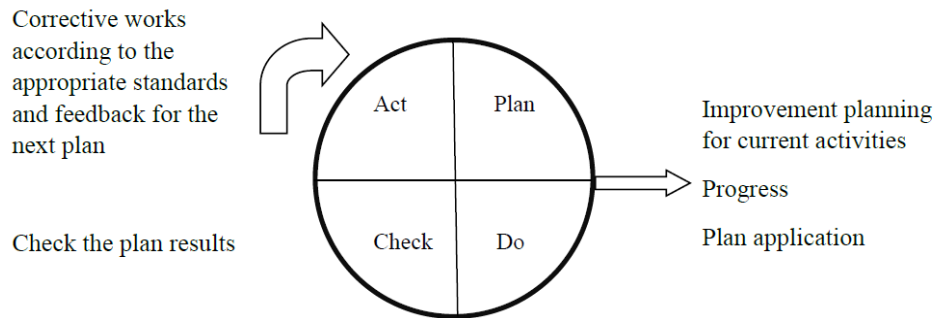 Corrective works
according to the
appropriate standards
and feedback for the
next plan
Act
Plan
Improvement planning
for current activities
Progress
Check the plan results
Check
Do
Plan application